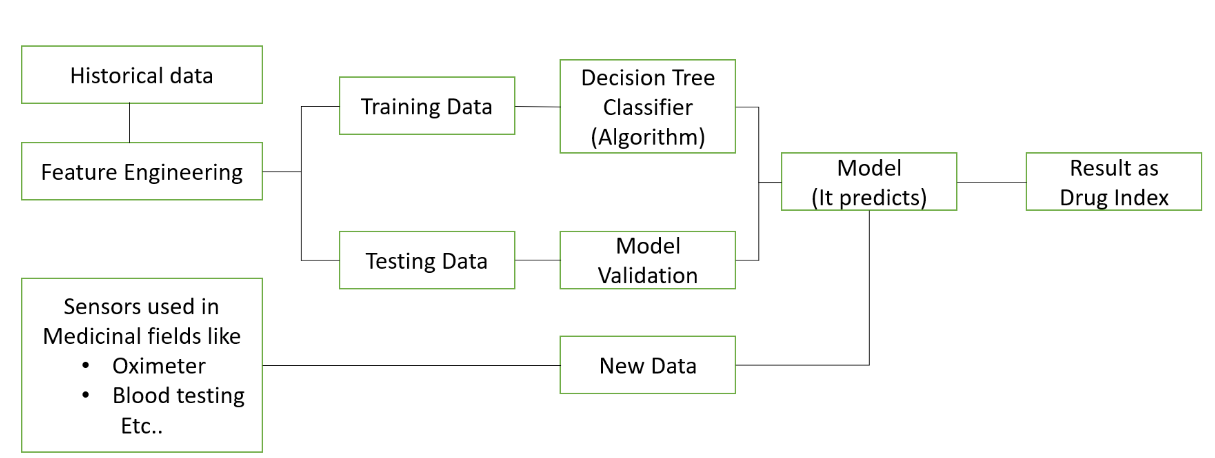 Historical data
Feature Engineering
Training Data
Decision Tree
Classifier
(Algorithm)
Testing Data
Model
Validation
Model
(It predicts)
Result as
Drug Index
Sensors used in
Medicinal fields like
• Oximeter
• Blood testing
Etc..
New Data